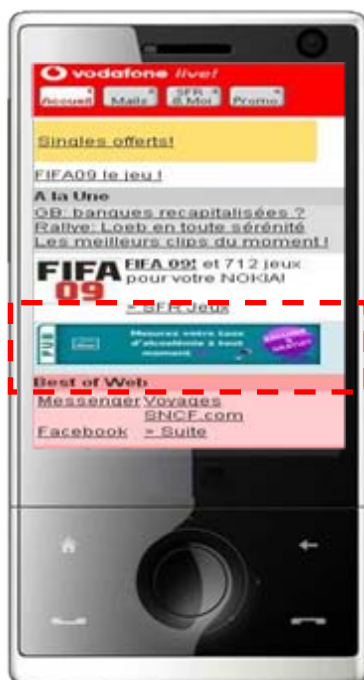 vodafone live!
Accueil Mails SFR & Moi Promo
Singles offerts!
FIFA09 le jeu !
A la Une
GB: banques recapitalisées ?
Rallye: Loeb en toute sérénité
Les meilleurs clips du moment !
FIFA 09
FIFA 09! et 712 jeux
pour votre NOKIA!
> SFR Jeux
PUB
Mesurez votre taux
d'alcoolémie à tout
moment
GRATUIT
Best of Web
Messenger Voyages
SNCF.com
Facebook > Suite